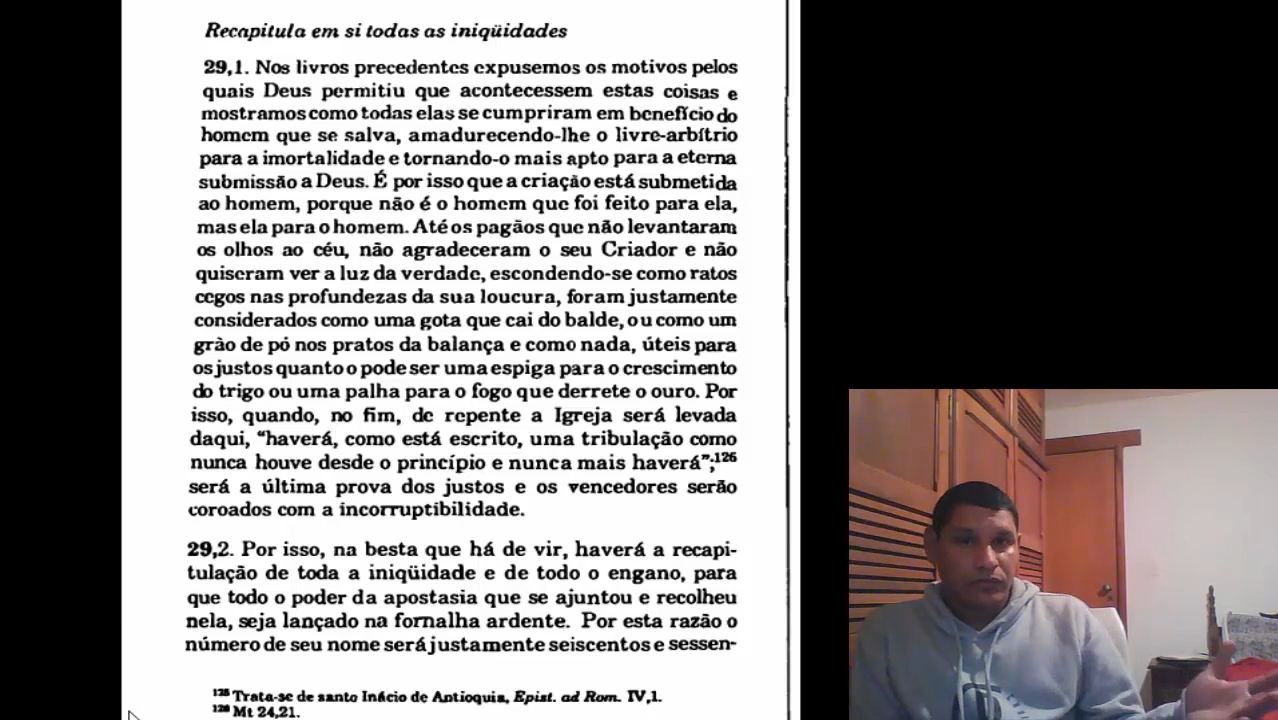 Recapitula em si todas as iniqüidades
29,1. Nos livros precedentes expusemos os motivos pelos
quais Deus permitiu que acontecessem estas coisas e
mostramos como todas elas se cumpriram em benefício do
homem que se salva, amadurecendo-lhe o livre-arbítrio
para a imortalidade e tornando-o mais apto para a eterna
submissão a Deus. É por isso que a criação está submetida
ao homem, porque não é o homem que foi feito para ela,
mas ela para o homem. Até os pagãos que não levantaram
os olhos ao céu, não agradeceram o seu Criador e não
quiseram ver a luz da verdade, escondendo-se como ratos
cegos nas profundezas da sua loucura, foram justamente
considerados como uma gota que cai do balde, ou como um
grão de pó nos pratos da balança e como nada, úteis para
os justos quanto o pode ser uma espiga para o crescimento
do trigo ou uma palha para o fogo que derrete o ouro. Por
isso, quando, no fim, de repente a Igreja será levada
daqui, “haverá, como está escrito, uma tribulação como
nunca houve desde o princípio e nunca mais haverá”;126
será a última prova dos justos e os vencedores serão
coroados com a incorruptibilidade.
29,2. Por isso, na besta que há de vir, haverá a recapi-
tulação de toda a iniqüidade e de todo o engano, para
que todo o poder da apostasia que se ajuntou e recolheu
nela, seja lançado na fornalha ardente. Por esta razão o
número de seu nome será justamente seiscentos e sessen-
125 Trata-se de santo Inácio de Antioquia, Epist. ad Rom. IV,1.
126 Mt 24,21.